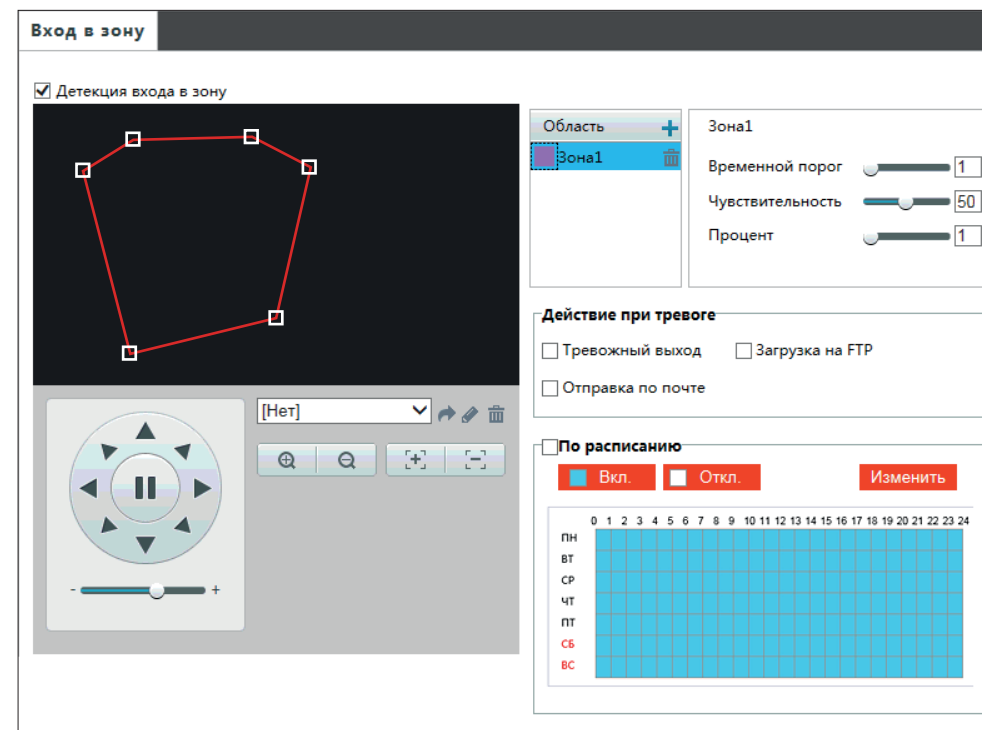 Вход в зону
Детекция входа в зону
Область
Зона1
Зона1
Временной порог 1
Чувствительность 50
Процент 1
Действие при тревоге
Тревожный выход Загрузка на FTP
Отправка по почте
[Нет]
- +
По расписанию
Вкл. Откл. Изменить
0 1 2 3 4 5 6 7 8 9 10 11 12 13 14 15 16 17 18 19 20 21 22 23 24
ПН
ВТ
СР
ЧТ
ПТ
СБ
ВС